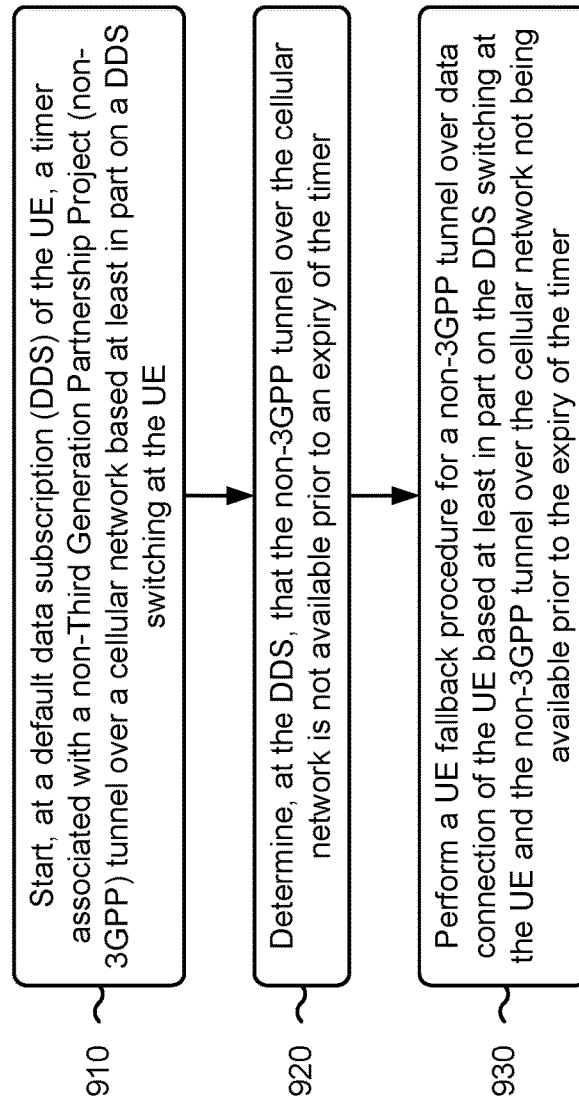 910
Start, at a default data subscription (DDS) of the UE, a timer
associated with a non-Third Generation Partnership Project (non-
3GPP) tunnel over a cellular network based at least in part on a DDS
switching at the UE
920
Determine, at the DDS, that the non-3GPP tunnel over the cellular
network is not available prior to an expiry of the timer
930
Perform a UE fallback procedure for a non-3GPP tunnel over data
connection of the UE based at least in part on the DDS switching at
the UE and the non-3GPP tunnel over the cellular network not being
available prior to the expiry of the timer